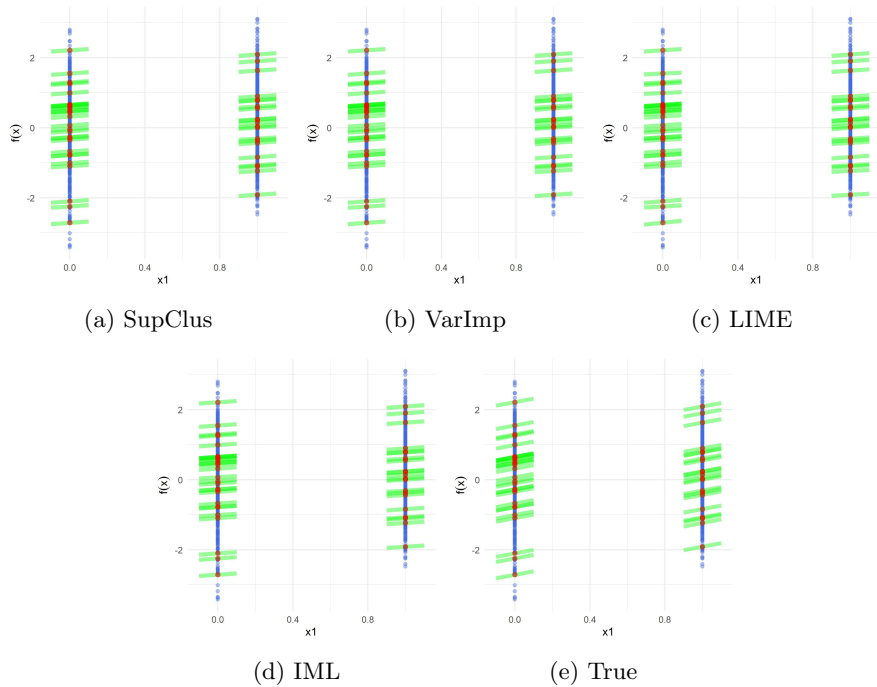 2
0
-2
f(x)
0.0 0.4 0.8
x1
(a) SupClus
2
0
-2
f(x)
0.0 0.4 0.8
x1
(b) VarImp
2
0
-2
f(x)
0.0 0.4 0.8
x1
(c) LIME
2
0
-2
f(x)
0.0 0.4 0.8
x1
(d) IML
2
0
-2
f(x)
0.0 0.4 0.8
x1
(e) True